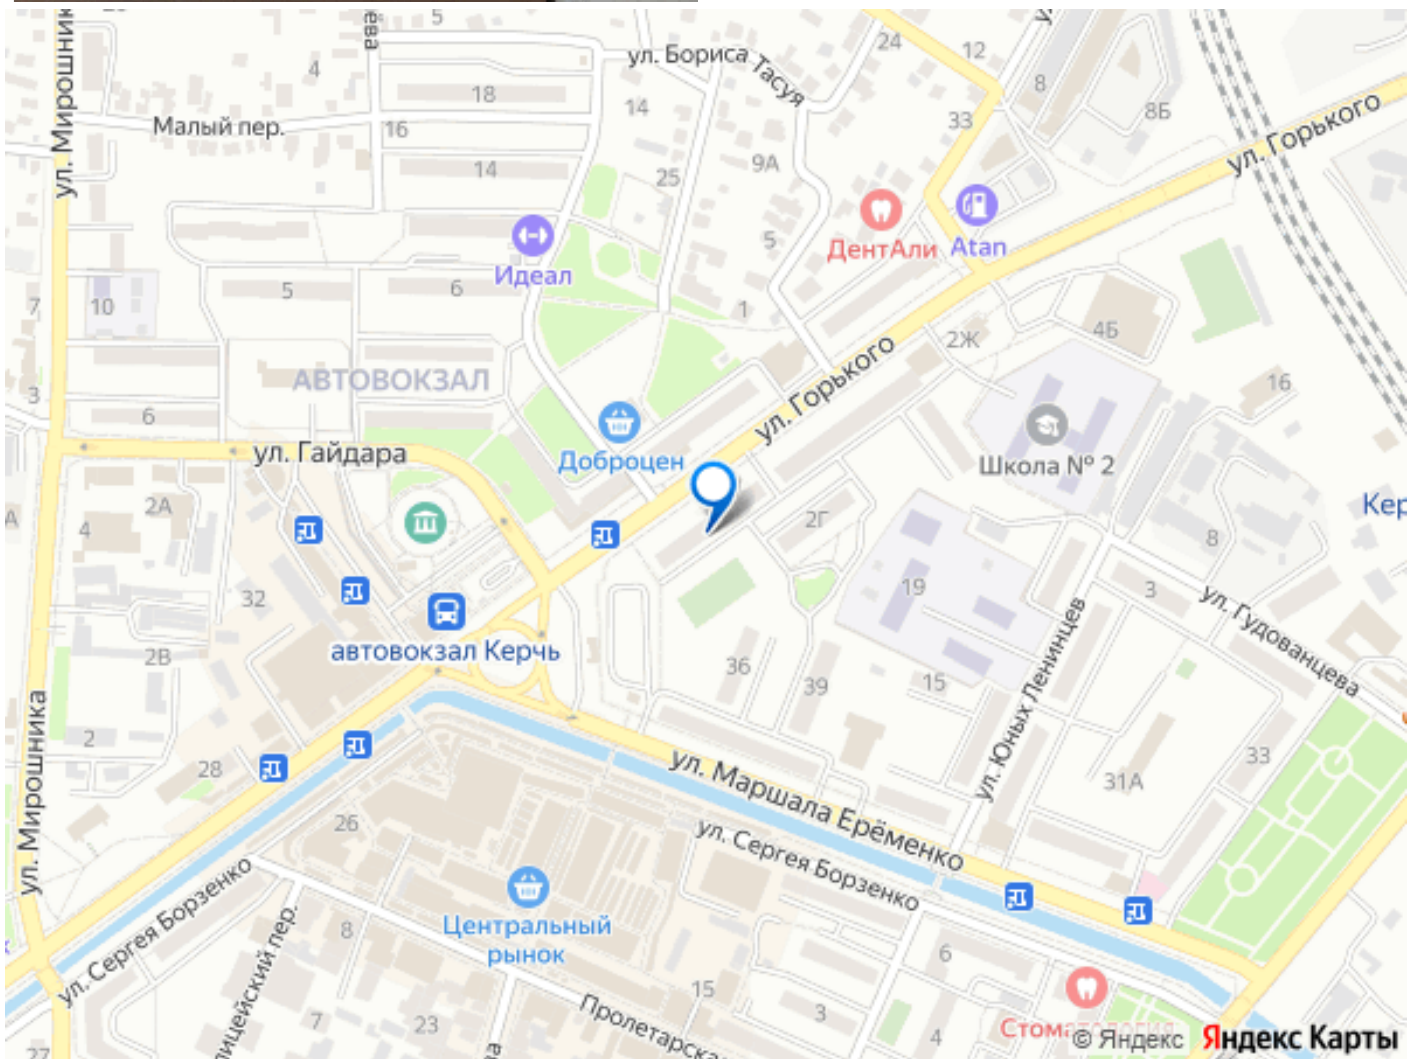 5
ул. Бориса Тасуя
24
12
4
8
18
14
8Б
ул. Мирошника
ева
Малый пер.
16
33
ул. Горького
14
25
9А
ДентАли
Atan
5
Идеал
7
10
5
6
1
4Б
2Ж
АВТОВОКЗАЛ
16
3
6
ул. Горького
ул. Гайдара
Доброцен
Школа № 2
2А
4
2Г
Кер
8
32
19
3
автовокзал Керчь
2В
36
39
15
ул. Юных Ленинцев
ул. Гудованцева
2
28
ул. Мирошника
ул. Маршала Ерёменко
33
31А
26
ул. Сергея Борзенко
ул. Сергея Борзенко
Центральный
рынок
8
6
15
7
23
3
4
27
Пролетарска
Стоматология
© Яндекс Яндекс Карты